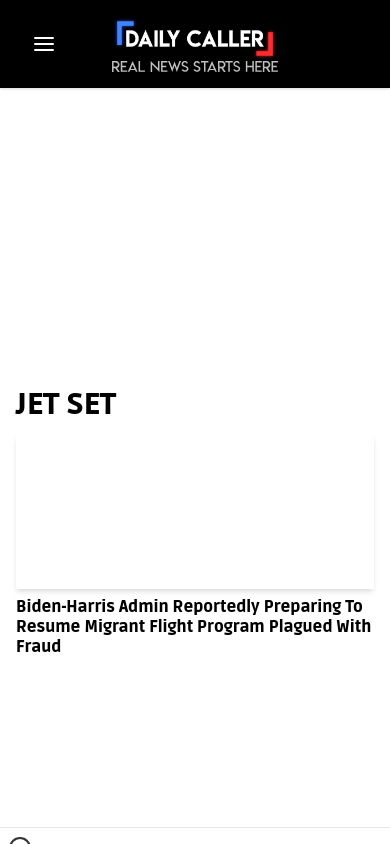 DAILY CALLER
REAL NEWS STARTS HERE
JET SET
Biden-Harris Admin Reportedly Preparing To
Resume Migrant Flight Program Plagued With
Fraud